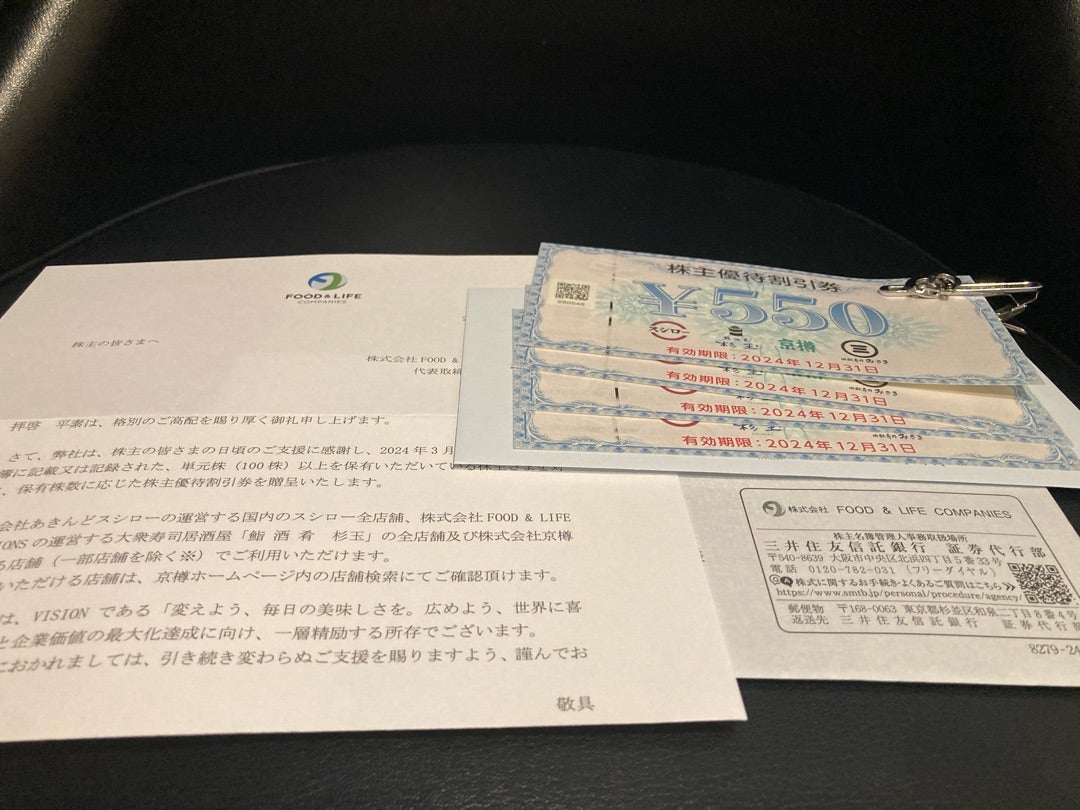 FOOD & LIFE
COMPANIES
株主の皆さまへ
株式会社 FOOD &
代表取締
拝啓 平素は、格別のご高配を賜り厚く御礼申し上げます。
さて、弊社は、株主の皆さまの日頃のご支援に感謝し、2024年3月
簿に記載又は記録された、単元株（100株）以上を保有いただいている株主さまを対
、保有株数に応じた株主優待割引券を贈呈いたします。
会社あきんどスシローの運営する国内のスシロー全店舗、株式会社 FOOD & LIFE
IONS の運営する大衆寿司居酒屋「鮨 酒 肴 杉玉」の全店舗及び株式会社京樽
る店舗（一部店舗を除く※）でご利用いただけます。
いただける店舗は、京樽ホームページ内の店舗検索にてご確認頂けます。
は、VISION である「変えよう、毎日の美味しさを。広めよう、世界に喜
と企業価値の最大化達成に向け、一層精励する所存でございます。
におかれましては、引き続き変わらぬご支援を賜りますよう、謹んでお
敬具
株主優待割引券
¥550
スシロー 杉玉 京樽 三
有効期限：2024年12月31日
有効期限：2024年12月31日
有効期限：2024年12月31日
有効期限：2024年12月31日
株式会社 FOOD & LIFE COMPANIES
株主名簿管理人事務取扱場所
三井住友信託銀行 証券代行部
〒540-8639 大阪市中央区北浜四丁目5番33号
電話 0120-782-031（フリーダイヤル）
株式に関するお手続き・よくあるご質問はこちら
https://www.smtb.jp/personal/procedure/agency/
郵便物 〒168-0063 東京都杉並区和泉二丁目8番4号
返送先 三井住友信託銀行 証券代行部
8279-24